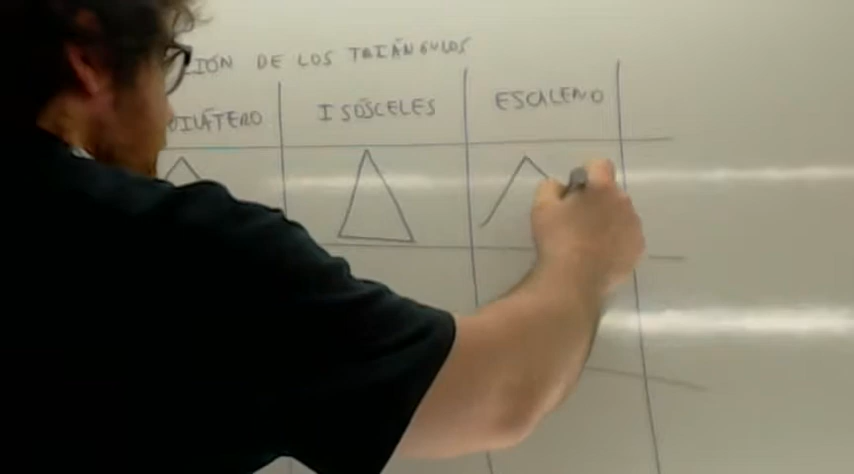 IÓN DE LOS TRIÁNGULOS
ILÁTERO ISÓSCELES ESCALENO